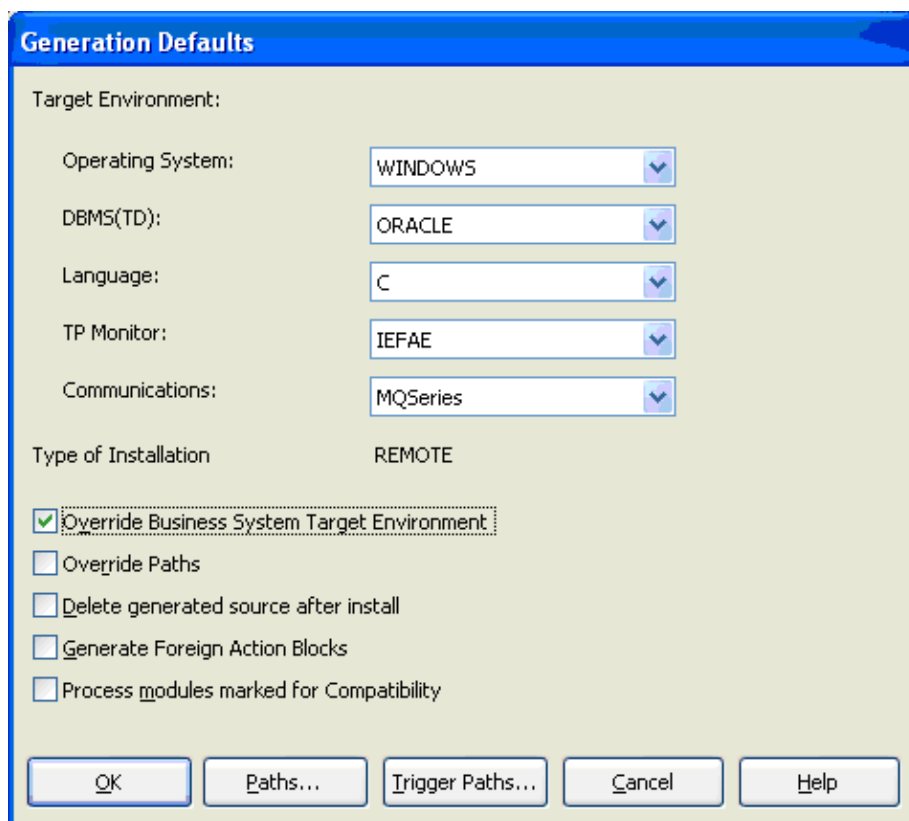 Generation Defaults
Target Environment:
Operating System: WINDOWS
DBMS(TD): ORACLE
Language: C
TP Monitor: IEFAE
Communications: MQSeries
Type of Installation REMOTE
Override Business System Target Environment
Override Paths
Delete generated source after install
Generate Foreign Action Blocks
Process modules marked for Compatibility
OK Paths... Trigger Paths... Cancel Help